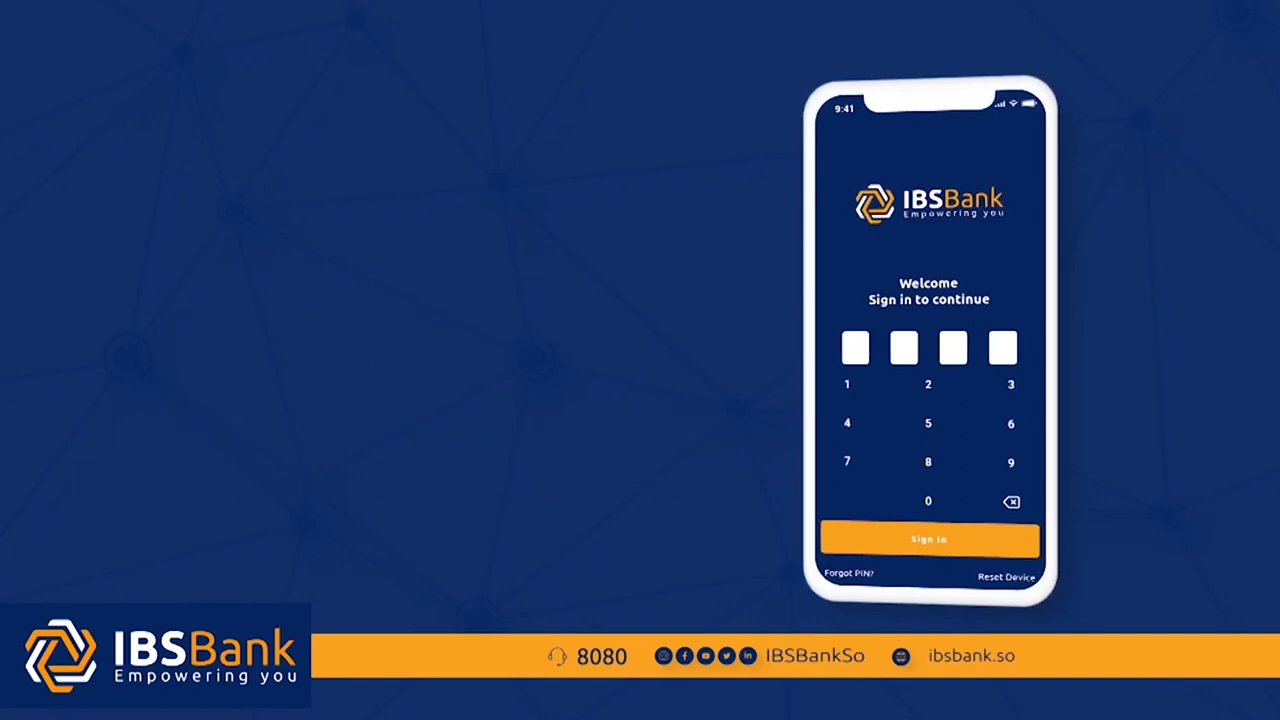 9:41
IBSBank
Empowering you
Welcome
Sign in to continue
1 2 3
4 5 6
7 8 9
0
Sign In
Forgot PIN? Reset Device
IBSBank
Empowering you
8080 IBSBankSo ibsbank.so